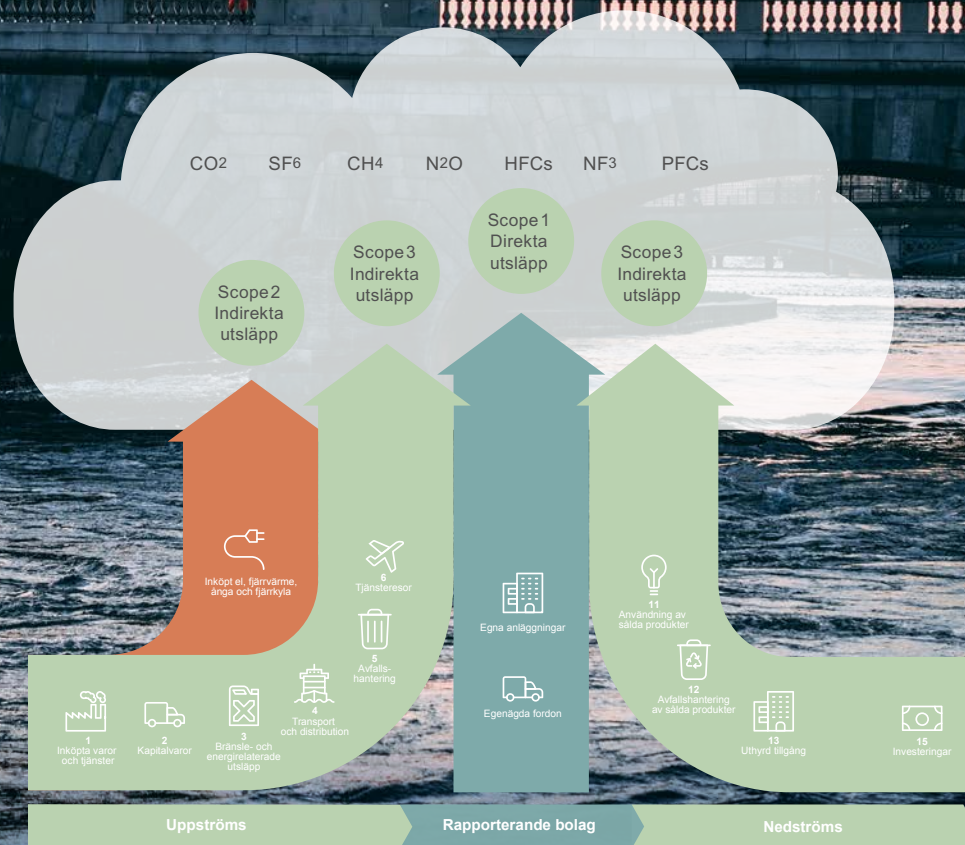 CO2 SF6 CH4 N2O HFCs NF3 PFCs
Scope 1
Direkta
utsläpp
Scope 3
Indirekta
utsläpp
Scope 3
Indirekta
utsläpp
Scope 2
Indirekta
utsläpp
Inköpt el, fjärrvärme,
ånga och fjärrkyla
6
Tjänsteresor
5
Avfalls-
hantering
4
Transport
och distribution
3
Bränsle- och
energirelaterade
utsläpp
2
Kapitalvaror
1
Inköpta varor
och tjänster
Egna anläggningar
Egenägda fordon
11
Användning av
sålda produkter
12
Avfallshantering
av sålda produkter
13
Uthyrd tillgång
15
Investeringar
Uppströms
Rapporterande bolag
Nedströms